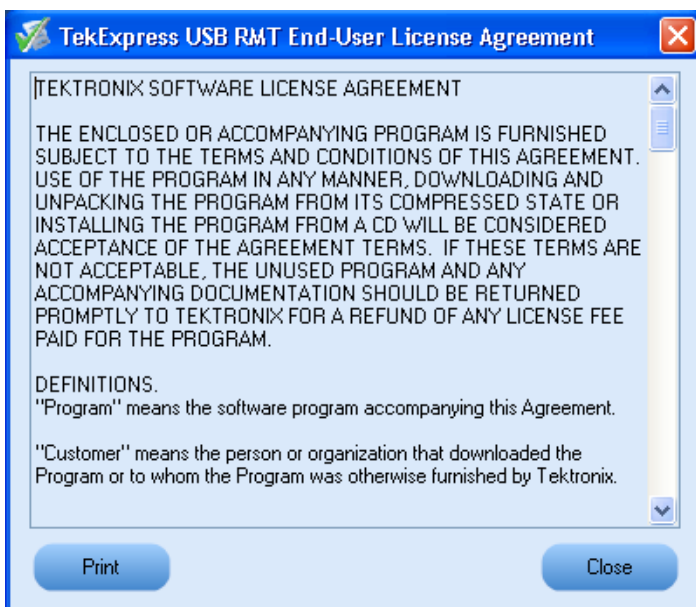 TekExpress USB RMT End-User License Agreement
TEKTRONIX SOFTWARE LICENSE AGREEMENT
THE ENCLOSED OR ACCOMPANYING PROGRAM IS FURNISHED
SUBJECT TO THE TERMS AND CONDITIONS OF THIS AGREEMENT.
USE OF THE PROGRAM IN ANY MANNER, DOWNLOADING AND
UNPACKING THE PROGRAM FROM ITS COMPRESSED STATE OR
INSTALLING THE PROGRAM FROM A CD WILL BE CONSIDERED
ACCEPTANCE OF THE AGREEMENT TERMS.  IF THESE TERMS ARE
NOT ACCEPTABLE, THE UNUSED PROGRAM AND ANY
ACCOMPANYING DOCUMENTATION SHOULD BE RETURNED
PROMPTLY TO TEKTRONIX FOR A REFUND OF ANY LICENSE FEE
PAID FOR THE PROGRAM.
DEFINITIONS.
"Program" means the software program accompanying this Agreement.
"Customer" means the person or organization that downloaded the
Program or to whom the Program was otherwise furnished by Tektronix.
Print
Close